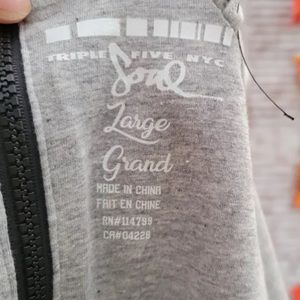 TRIPLE FIVE NYC
Soul
Large
Grand
MADE IN CHINA
FAIT EN CHINE
RN#114799
CA#04228